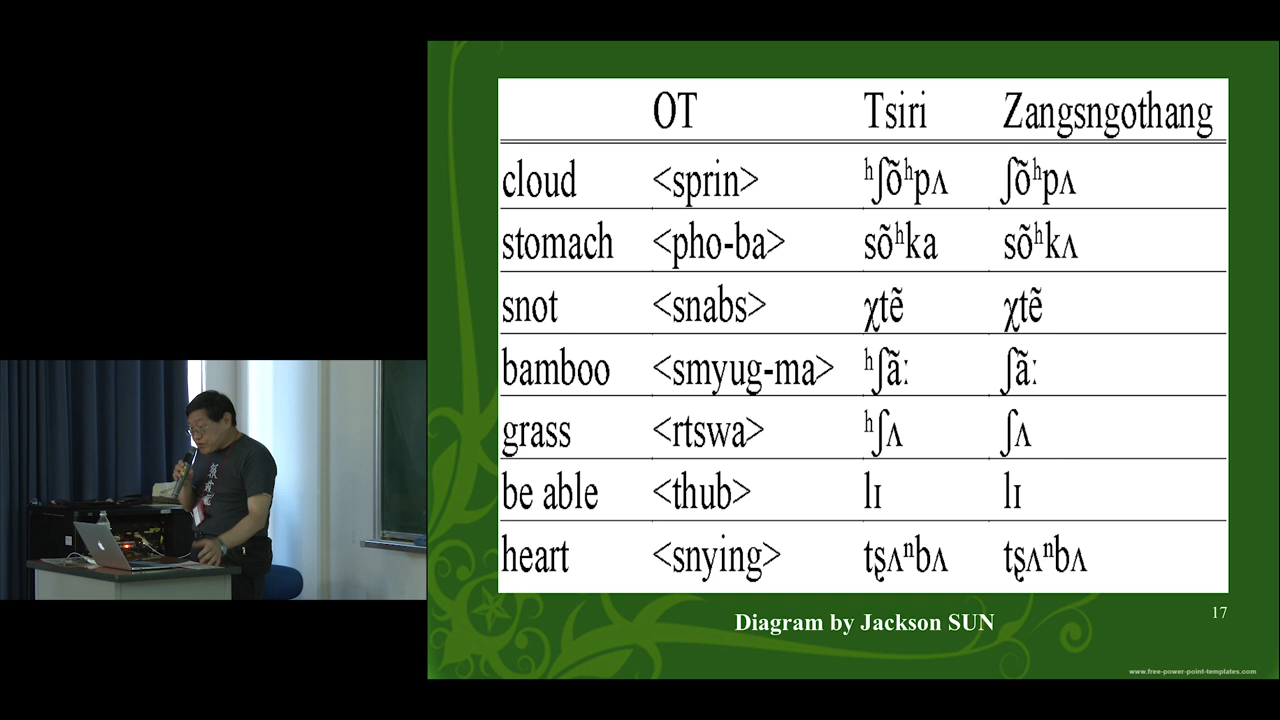 OT Tsiri Zangsngothang
cloud <sprin> ʰʃõʰpʌ ʃõʰpʌ
stomach <pho-ba> sõʰka sõʰkʌ
snot <snabs> χtẽ χtẽ
bamboo <smyug-ma> ʰʃãː ʃãː
grass <rtswa> ʰʃʌ ʃʌ
be able <thub> lɪ lɪ
heart <snying> tʂʌⁿbʌ tʂʌⁿbʌ
Diagram by Jackson SUN
17
www.free-power-point-templates.com